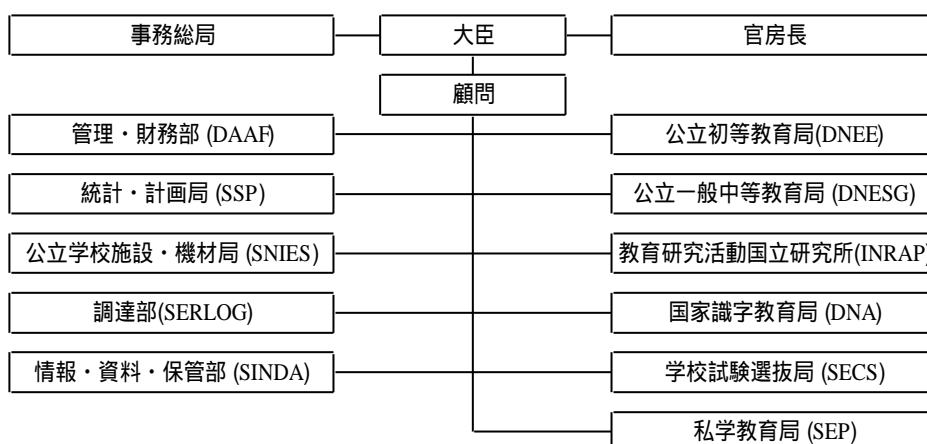 事務総局
大臣
官房長
顧問
管理・財務部 (DAAF)
公立初等教育局(DNEE)
統計・計画局 (SSP)
公立一般中等教育局 (DNESG)
公立学校施設・機材局 (SNIES)
教育研究活動国立研究所(INRAP)
調達部(SERLOG)
国家識字教育局 (DNA)
情報・資料・保管部 (SINDA)
学校試験選抜局 (SECS)
私学教育局 (SEP)